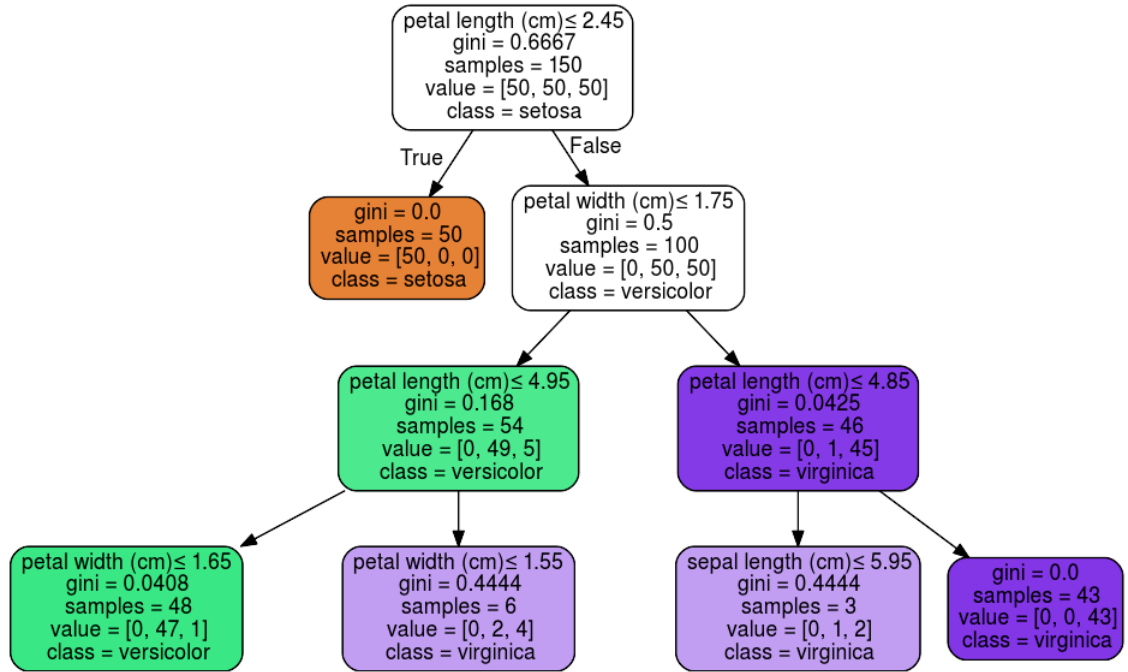 petal length (cm)≤ 2.45
gini = 0.6667
samples = 150
value = [50, 50, 50]
class = setosa
True
False
gini = 0.0
samples = 50
value = [50, 0, 0]
class = setosa
petal width (cm)≤ 1.75
gini = 0.5
samples = 100
value = [0, 50, 50]
class = versicolor
petal length (cm)≤ 4.95
gini = 0.168
samples = 54
value = [0, 49, 5]
class = versicolor
petal length (cm)≤ 4.85
gini = 0.0425
samples = 46
value = [0, 1, 45]
class = virginica
petal width (cm)≤ 1.65
gini = 0.0408
samples = 48
value = [0, 47, 1]
class = versicolor
petal width (cm)≤ 1.55
gini = 0.4444
samples = 6
value = [0, 2, 4]
class = virginica
sepal length (cm)≤ 5.95
gini = 0.4444
samples = 3
value = [0, 1, 2]
class = virginica
gini = 0.0
samples = 43
value = [0, 0, 43]
class = virginica